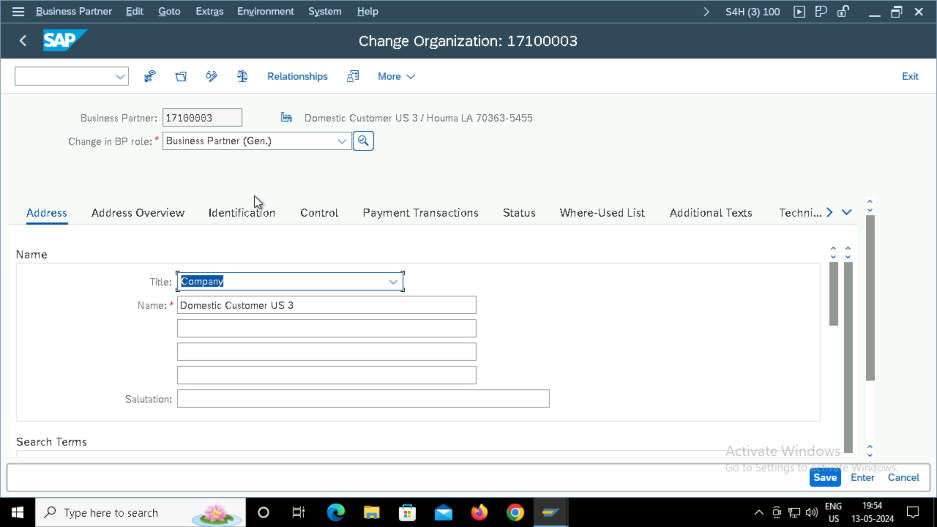 Business Partner Edit Goto Extras Environment System Help S4H (3) 100
SAP Change Organization: 17100003
Relationships More Exit
Business Partner: 17100003 Domestic Customer US 3 / Houma LA 70363-5455
Change in BP role: * Business Partner (Gen.)
Address Address Overview Identification Control Payment Transactions Status Where-Used List Additional Texts Techni...
Name
Title: Company
Name: * Domestic Customer US 3
Salutation:
Search Terms
Activate Windows
Go to Settings to activate Windows.
Save Enter Cancel
Type here to search
ENG 19:54
US 13-05-2024